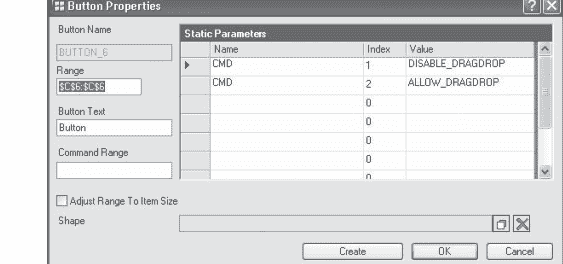 Button Properties
Button Name
BUTTON_6
Range
$C$6:$C$6
Button Text
Button
Command Range
Static Parameters
Name Index Value
CMD 1 DISABLE_DRAGDROP
CMD 2 ALLOW_DRAGDROP
0
0
0
0
0
Adjust Range To Item Size
Shape
Create OK Cancel